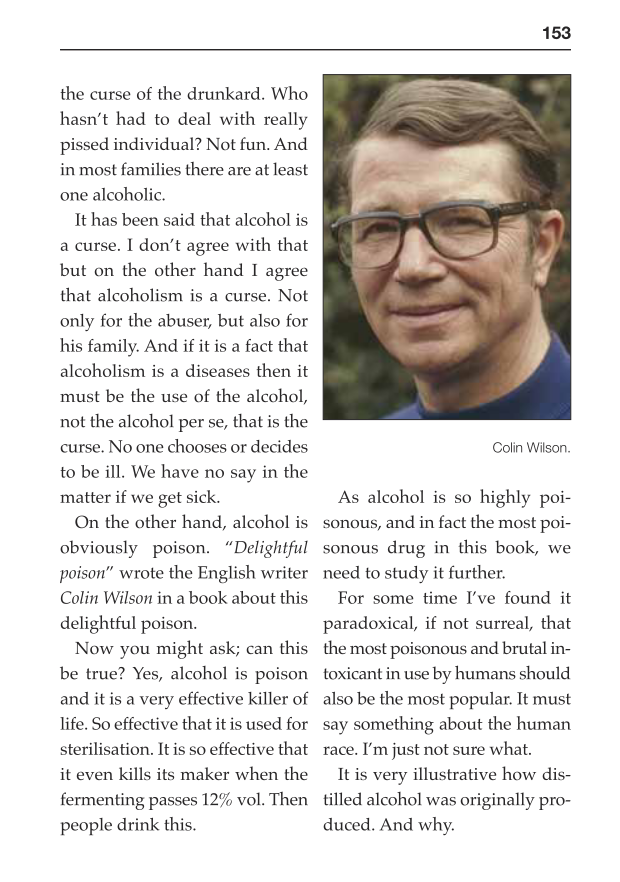 153
the curse of the drunkard. Who
hasn't had to deal with really
pissed individual? Not fun. And
in most families there are at least
one alcoholic.
It has been said that alcohol is
a curse. I don't agree with that
but on the other hand I agree
that alcoholism is a curse. Not
only for the abuser, but also for
his family. And if it is a fact that
alcoholism is a diseases then it
must be the use of the alcohol,
not the alcohol per se, that is the
curse. No one chooses or decides
to be ill. We have no say in the
matter if we get sick.
On the other hand, alcohol is
obviously poison. “Delightful
poison” wrote the English writer
Colin Wilson in a book about this
delightful poison.
Now you might ask; can this
be true? Yes, alcohol is poison
and it is a very effective killer of
life. So effective that it is used for
sterilisation. It is so effective that
it even kills its maker when the
fermenting passes 12% vol. Then
people drink this.
Colin Wilson.
As alcohol is so highly poi-
sonous, and in fact the most poi-
sonous drug in this book, we
need to study it further.
For some time I've found it
paradoxical, if not surreal, that
the most poisonous and brutal in-
toxicant in use by humans should
also be the most popular. It must
say something about the human
race. I'm just not sure what.
It is very illustrative how dis-
tilled alcohol was originally pro-
duced. And why.